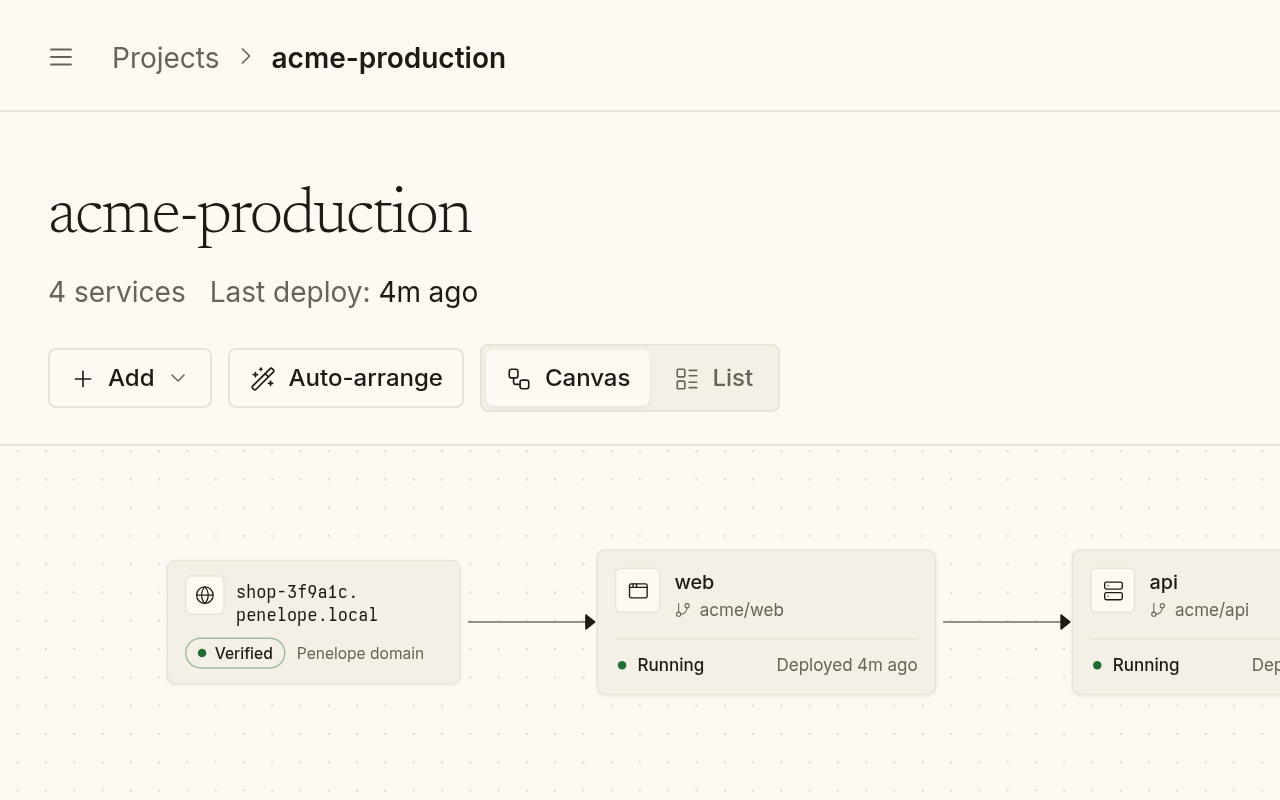 Projects > acme-production
acme-production
4 services Last deploy: 4m ago
Add Auto-arrange Canvas List
shop-3f9a1c.
penelope.local
Verified Penelope domain
web
acme/web
Running Deployed 4m ago
api
acme/api
Running